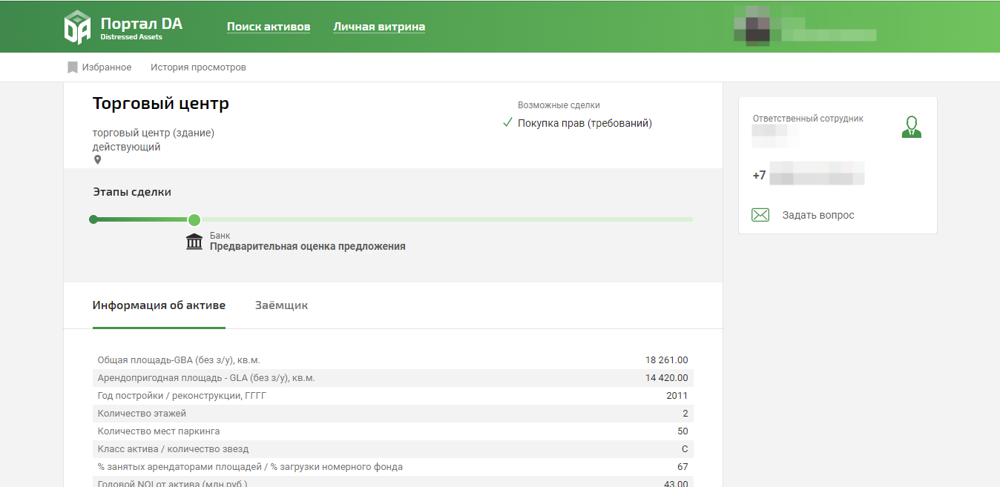 Портал DA
Distressed Assets
Поиск активов
Личная витрина
Избранное
История просмотров
Торговый центр
торговый центр (здание)
действующий
Возможные сделки
Покупка прав (требований)
Ответственный сотрудник
+7
Задать вопрос
Этапы сделки
Банк
Предварительная оценка предложения
Информация об активе
Заёмщик
Общая площадь-GBA (без з/у), кв.м. 18 261.00
Арендопригодная площадь - GLA (без з/у), кв.м. 14 420.00
Год постройки / реконструкции, ГГГГ 2011
Количество этажей 2
Количество мест паркинга 50
Класс актива / количество звезд C
% занятых арендаторами площадей / % загрузки номерного фонда 67
Годовой NOI от актива (млн.руб.) 43.00